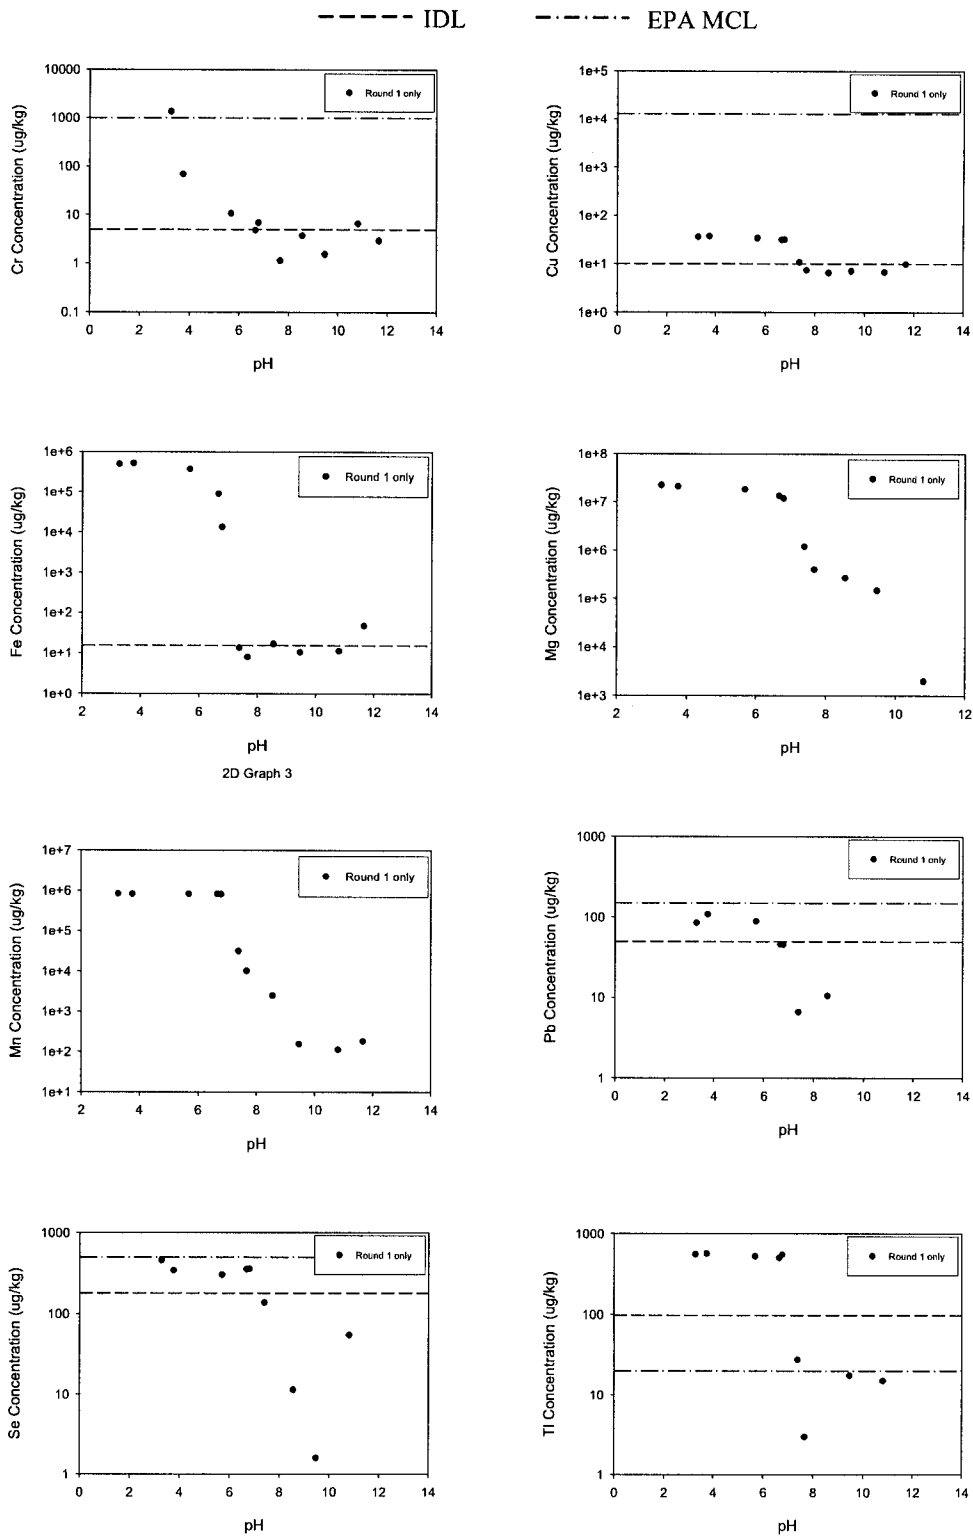 IDL EPA MCL
10000
1000
100
10
1
0.1
Cr Concentration (ug/kg)
Round 1 only
0 2 4 6 8 10 12 14
pH
1e+5
1e+4
1e+3
1e+2
1e+1
1e+0
Cu Concentration (ug/kg)
Round 1 only
0 2 4 6 8 10 12 14
pH
1e+6
1e+5
1e+4
1e+3
1e+2
1e+1
1e+0
Fe Concentration (ug/kg)
Round 1 only
2 4 6 8 10 12 14
pH
2D Graph 3
1e+8
1e+7
1e+6
1e+5
1e+4
1e+3
Mg Concentration (ug/kg)
Round 1 only
2 4 6 8 10 12
pH
1e+7
1e+6
1e+5
1e+4
1e+3
1e+2
1e+1
Mn Concentration (ug/kg)
Round 1 only
2 4 6 8 10 12 14
pH
1000
100
10
1
Pb Concentration (ug/kg)
Round 1 only
0 2 4 6 8 10 12 14
pH
1000
100
10
1
Se Concentration (ug/kg)
Round 1 only
0 2 4 6 8 10 12 14
pH
1000
100
10
1
Tl Concentration (ug/kg)
Round 1 only
0 2 4 6 8 10 12 14
pH